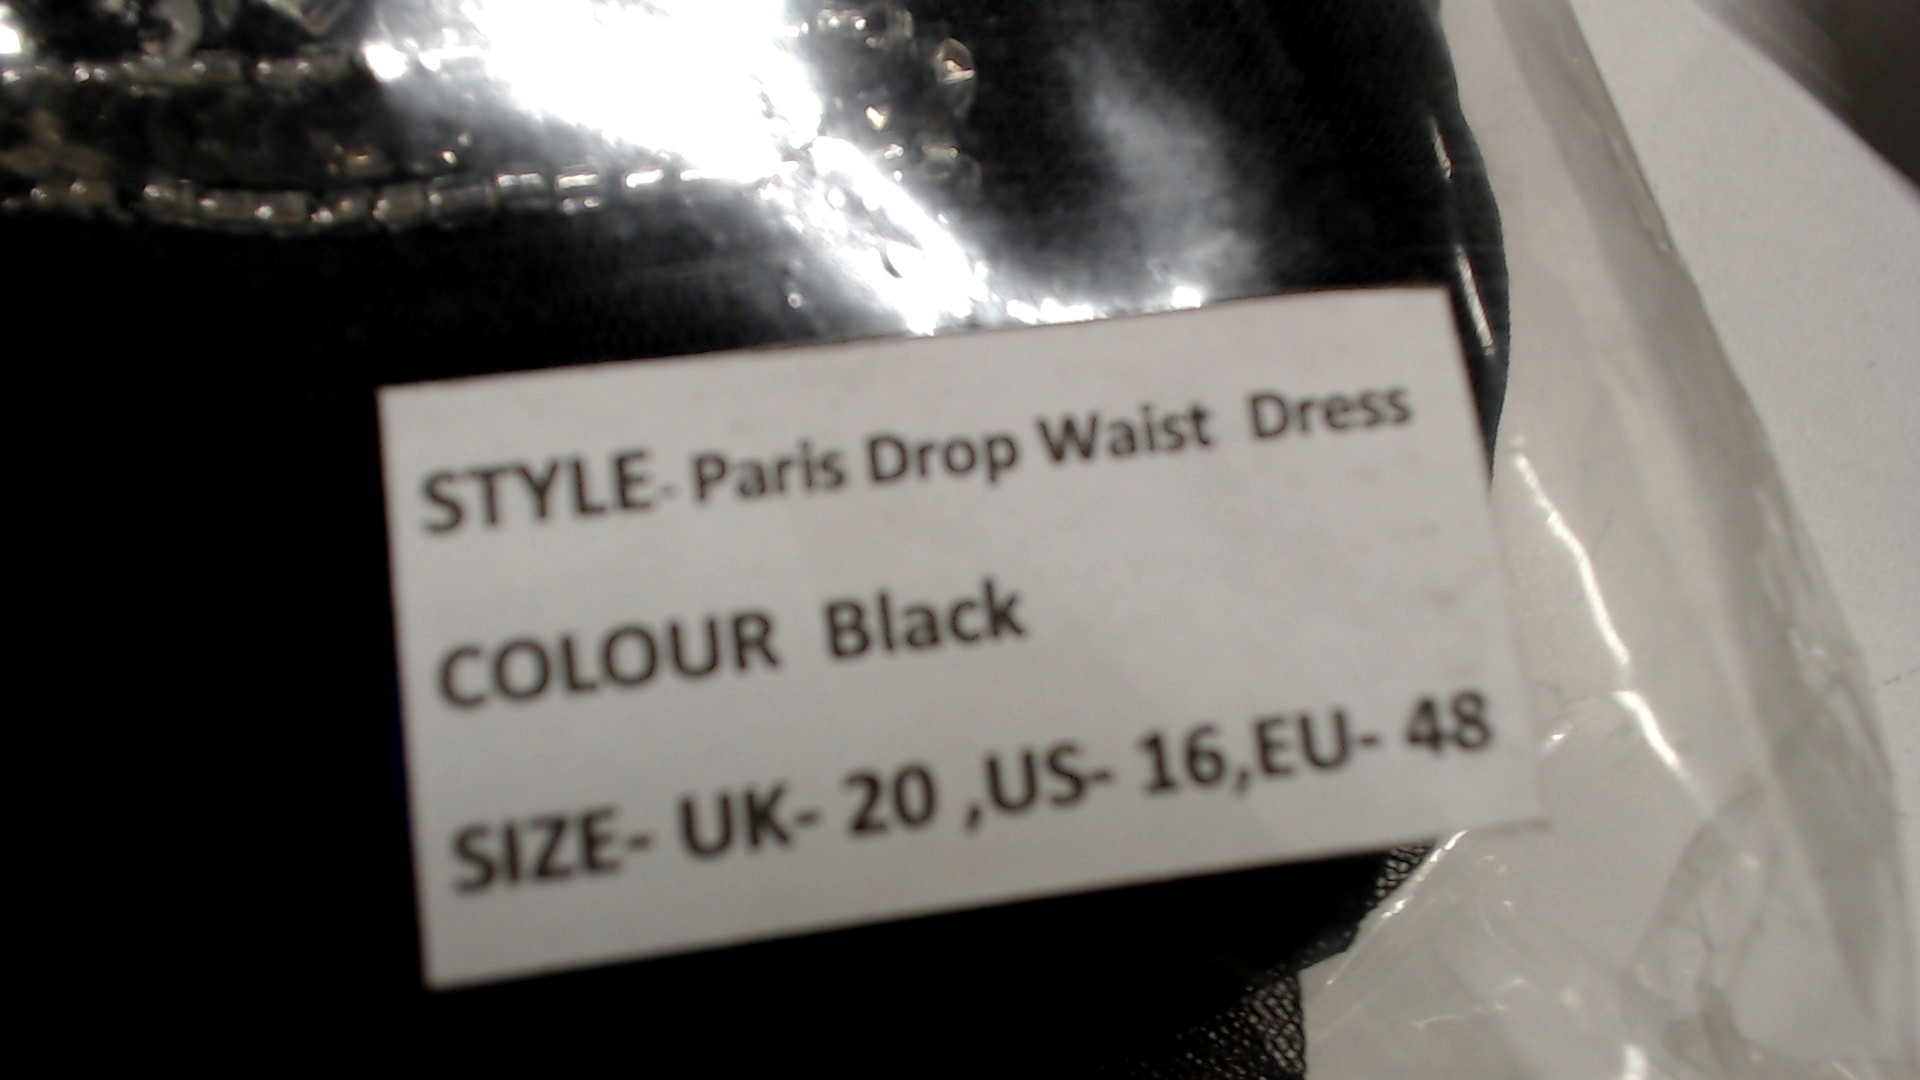 STYLE- Paris Drop Waist Dress
COLOUR Black
SIZE- UK- 20 ,US- 16,EU- 48